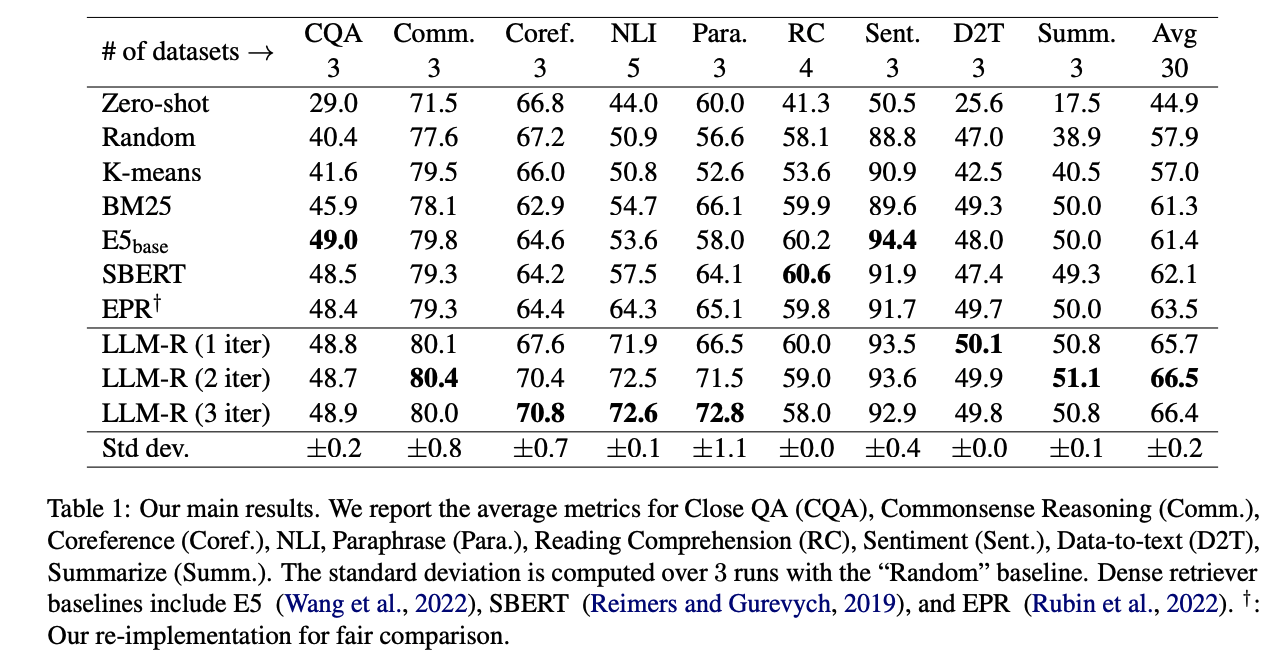 # of datasets → CQA Comm. Coref. NLI Para. RC Sent. D2T Summ. Avg
3 3 3 5 3 4 3 3 3 30
Zero-shot 29.0 71.5 66.8 44.0 60.0 41.3 50.5 25.6 17.5 44.9
Random 40.4 77.6 67.2 50.9 56.6 58.1 88.8 47.0 38.9 57.9
K-means 41.6 79.5 66.0 50.8 52.6 53.6 90.9 42.5 40.5 57.0
BM25 45.9 78.1 62.9 54.7 66.1 59.9 89.6 49.3 50.0 61.3
E5base 49.0 79.8 64.6 53.6 58.0 60.2 94.4 48.0 50.0 61.4
SBERT 48.5 79.3 64.2 57.5 64.1 60.6 91.9 47.4 49.3 62.1
EPR† 48.4 79.3 64.4 64.3 65.1 59.8 91.7 49.7 50.0 63.5
LLM-R (1 iter) 48.8 80.1 67.6 71.9 66.5 60.0 93.5 50.1 50.8 65.7
LLM-R (2 iter) 48.7 80.4 70.4 72.5 71.5 59.0 93.6 49.9 51.1 66.5
LLM-R (3 iter) 48.9 80.0 70.8 72.6 72.8 58.0 92.9 49.8 50.8 66.4
Std dev. ±0.2 ±0.8 ±0.7 ±0.1 ±1.1 ±0.0 ±0.4 ±0.0 ±0.1 ±0.2
Table 1: Our main results. We report the average metrics for Close QA (CQA), Commonsense Reasoning (Comm.),
Coreference (Coref.), NLI, Paraphrase (Para.), Reading Comprehension (RC), Sentiment (Sent.), Data-to-text (D2T),
Summarize (Summ.). The standard deviation is computed over 3 runs with the “Random” baseline. Dense retriever
baselines include E5 (Wang et al., 2022), SBERT (Reimers and Gurevych, 2019), and EPR (Rubin et al., 2022). †:
Our re-implementation for fair comparison.